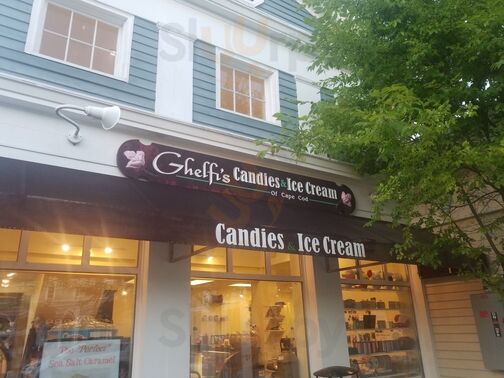 Ghelfi's Candies & Ice Cream
Of Cape Cod
Candies & Ice Cream
Sea Salt Caramel